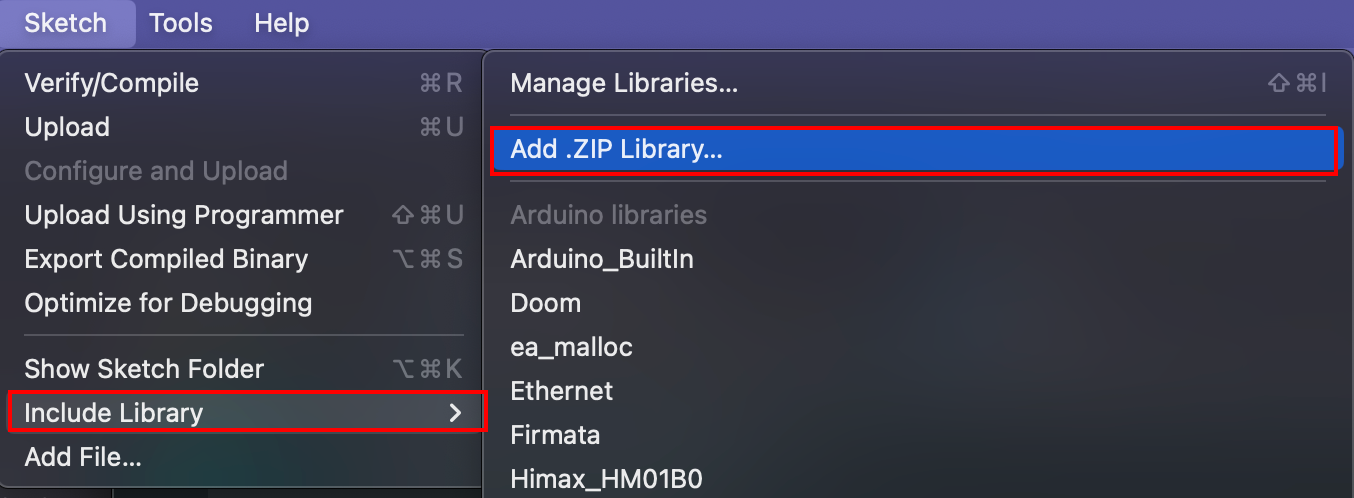 Sketch Tools Help
Verify/Compile ⌘R
Upload ⌘U
Configure and Upload
Upload Using Programmer ⇧⌘U
Export Compiled Binary ⌥⌘S
Optimize for Debugging
Show Sketch Folder ⌥⌘K
Include Library >
Add File...
Manage Libraries... ⇧⌘I
Add .ZIP Library...
Arduino libraries
Arduino_BuiltIn
Doom
ea_malloc
Ethernet
Firmata
Himax_HM01B0